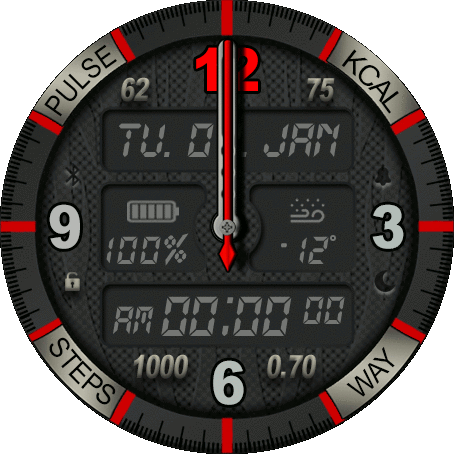 PULSE
KCAL
12
62
75
TU. 0 . JAN
9
3
100%
-12°
AM 00:00 00
STEPS
WAY
1000
0.70
6